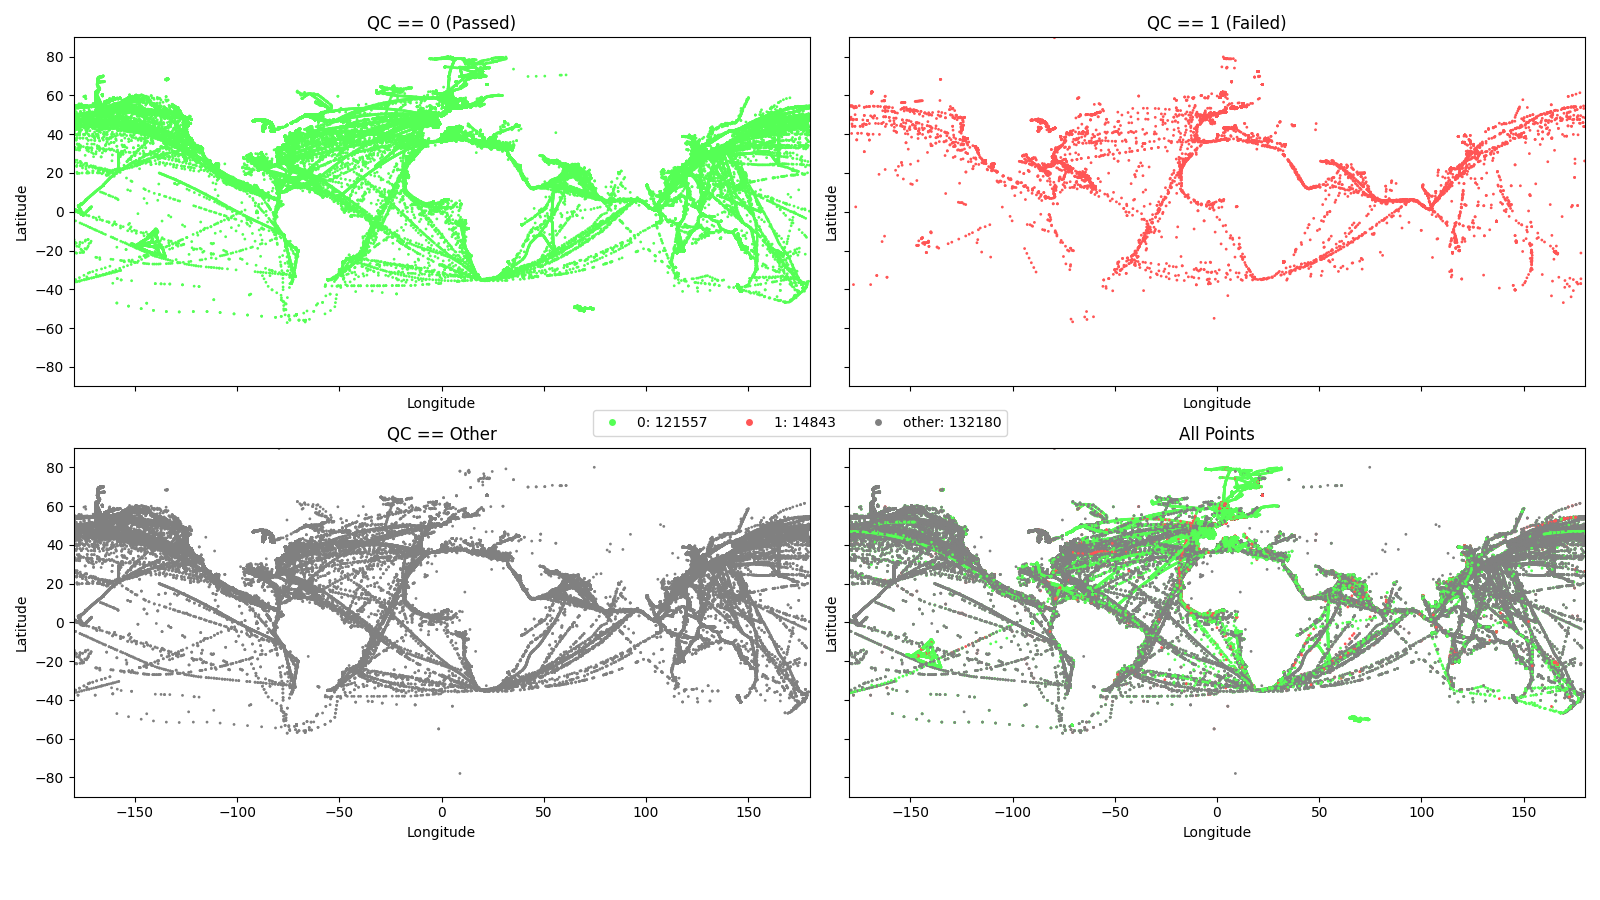 QC == 0 (Passed)
80
60
40
20
0
−20
−40
−60
−80
Latitude
Longitude
QC == 1 (Failed)
Latitude
Longitude
0: 121557
1: 14843
other: 132180
QC == Other
80
60
40
20
0
−20
−40
−60
−80
Latitude
−150
−100
−50
0
50
100
150
Longitude
All Points
Latitude
−150
−100
−50
0
50
100
150
Longitude